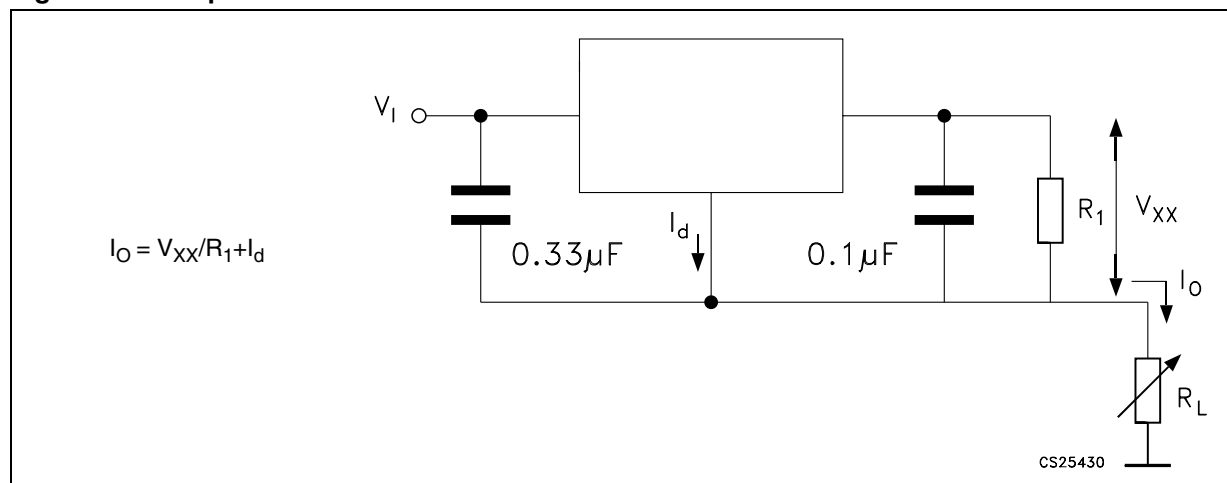 V_I
I_d
0.33µF
0.1µF
R_1
V_XX
I_O
I_O = V_XX/R_1+I_d
R_L
CS25430